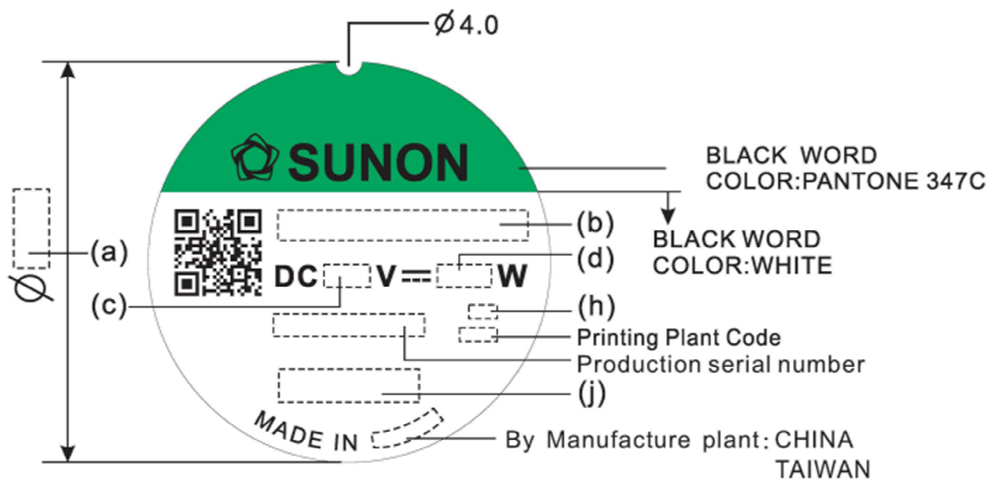 Ø4.0
SUNON
BLACK WORD
COLOR:PANTONE 347C
(a)
Ø
(b)
BLACK WORD
COLOR:WHITE
DC V W
(d)
(c)
(h)
Printing Plant Code
Production serial number
(j)
MADE IN
By Manufacture plant: CHINA
TAIWAN